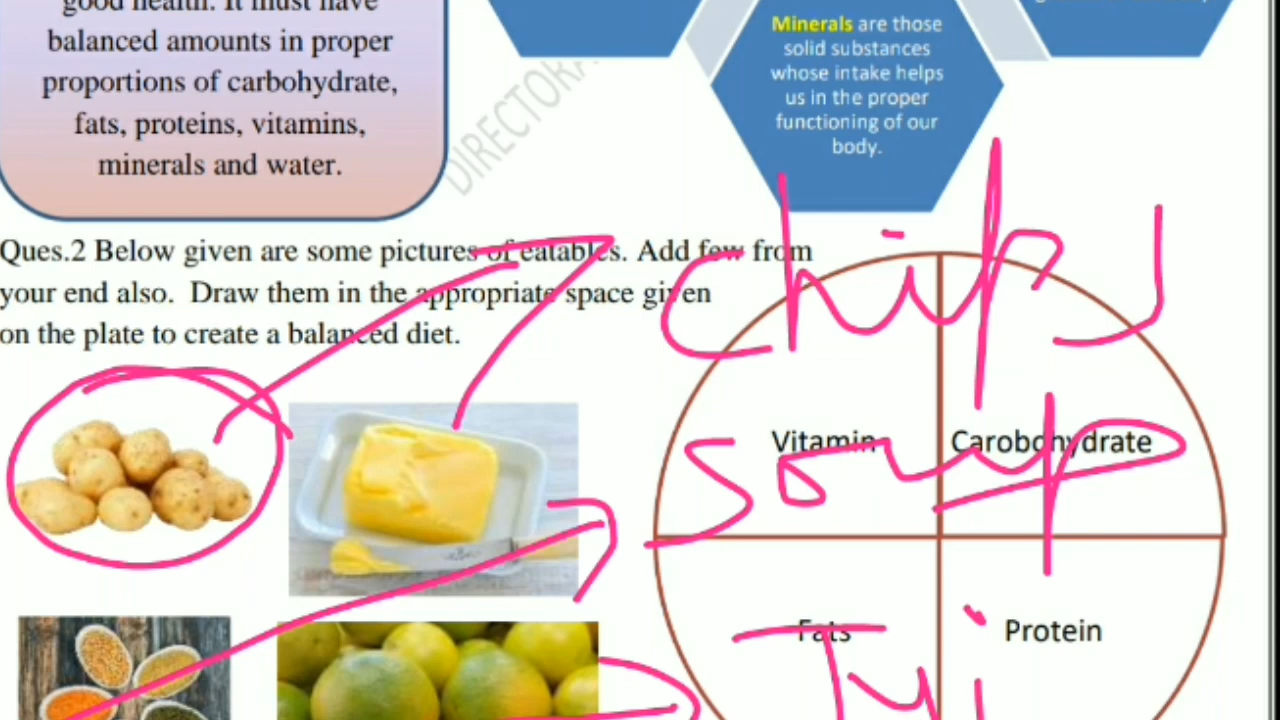 good health. It must have
balanced amounts in proper
proportions of carbohydrate,
fats, proteins, vitamins,
minerals and water.
Minerals are those
solid substances
whose intake helps
us in the proper
functioning of our
body.
DIRECTORA
Ques.2 Below given are some pictures of eatables. Add few from
your end also. Draw them in the appropriate space given
on the plate to create a balanced diet.
chips
Vitamin
Carobohydrate
soup
Fats
Protein